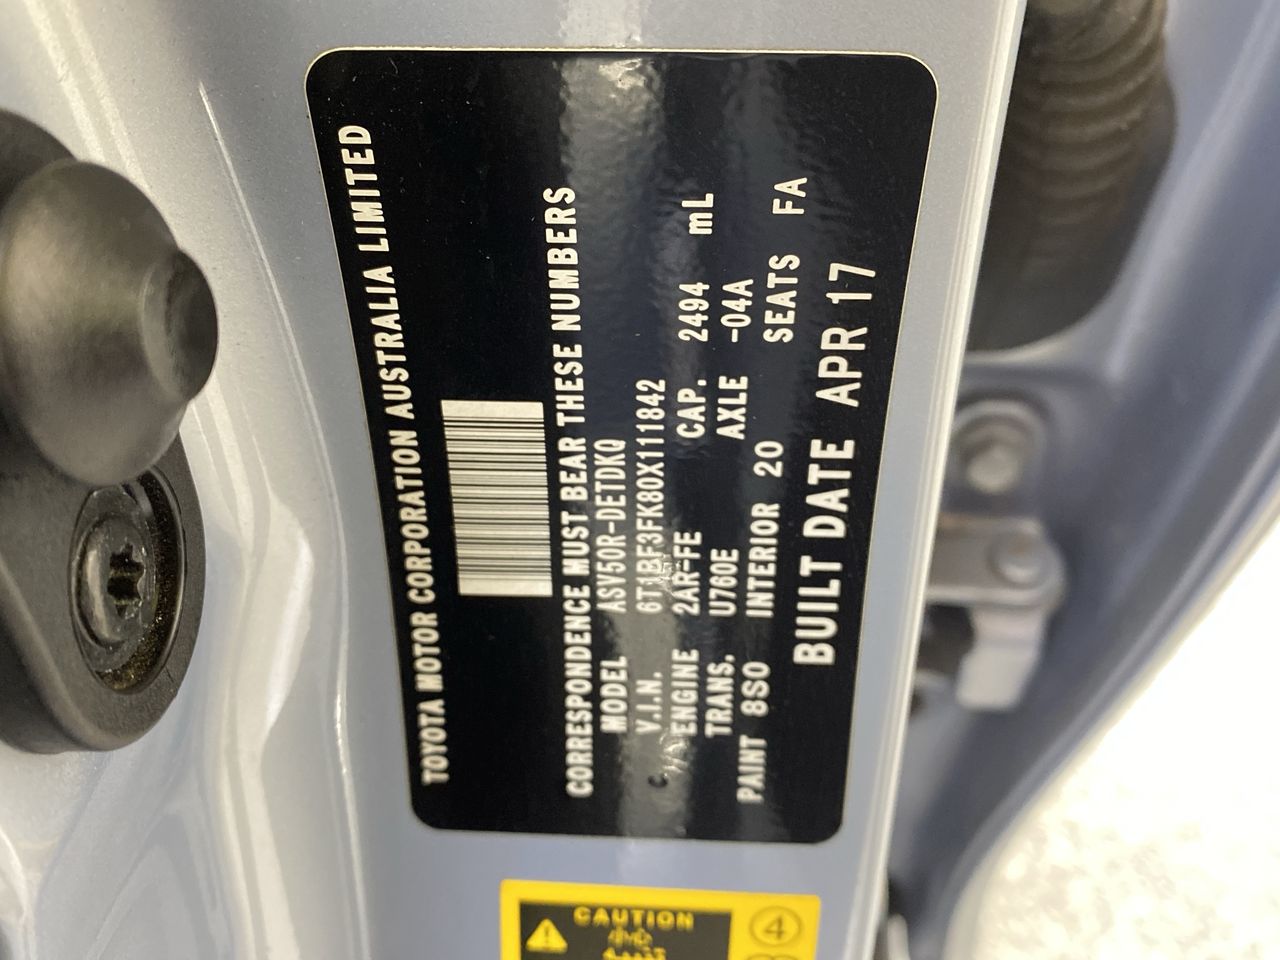 TOYOTA MOTOR CORPORATION AUSTRALIA LIMITED
CORRESPONDENCE MUST BEAR THESE NUMBERS
MODEL ASV50R-DETDKQ
V.I.N. 6T1BF3FK80X111842
ENGINE 2AR-FE CAP. 2494 mL
TRANS. U760E AXLE -04A
PAINT 8S0 INTERIOR 20 SEATS FA
BUILT DATE APR 17
CAUTION
4